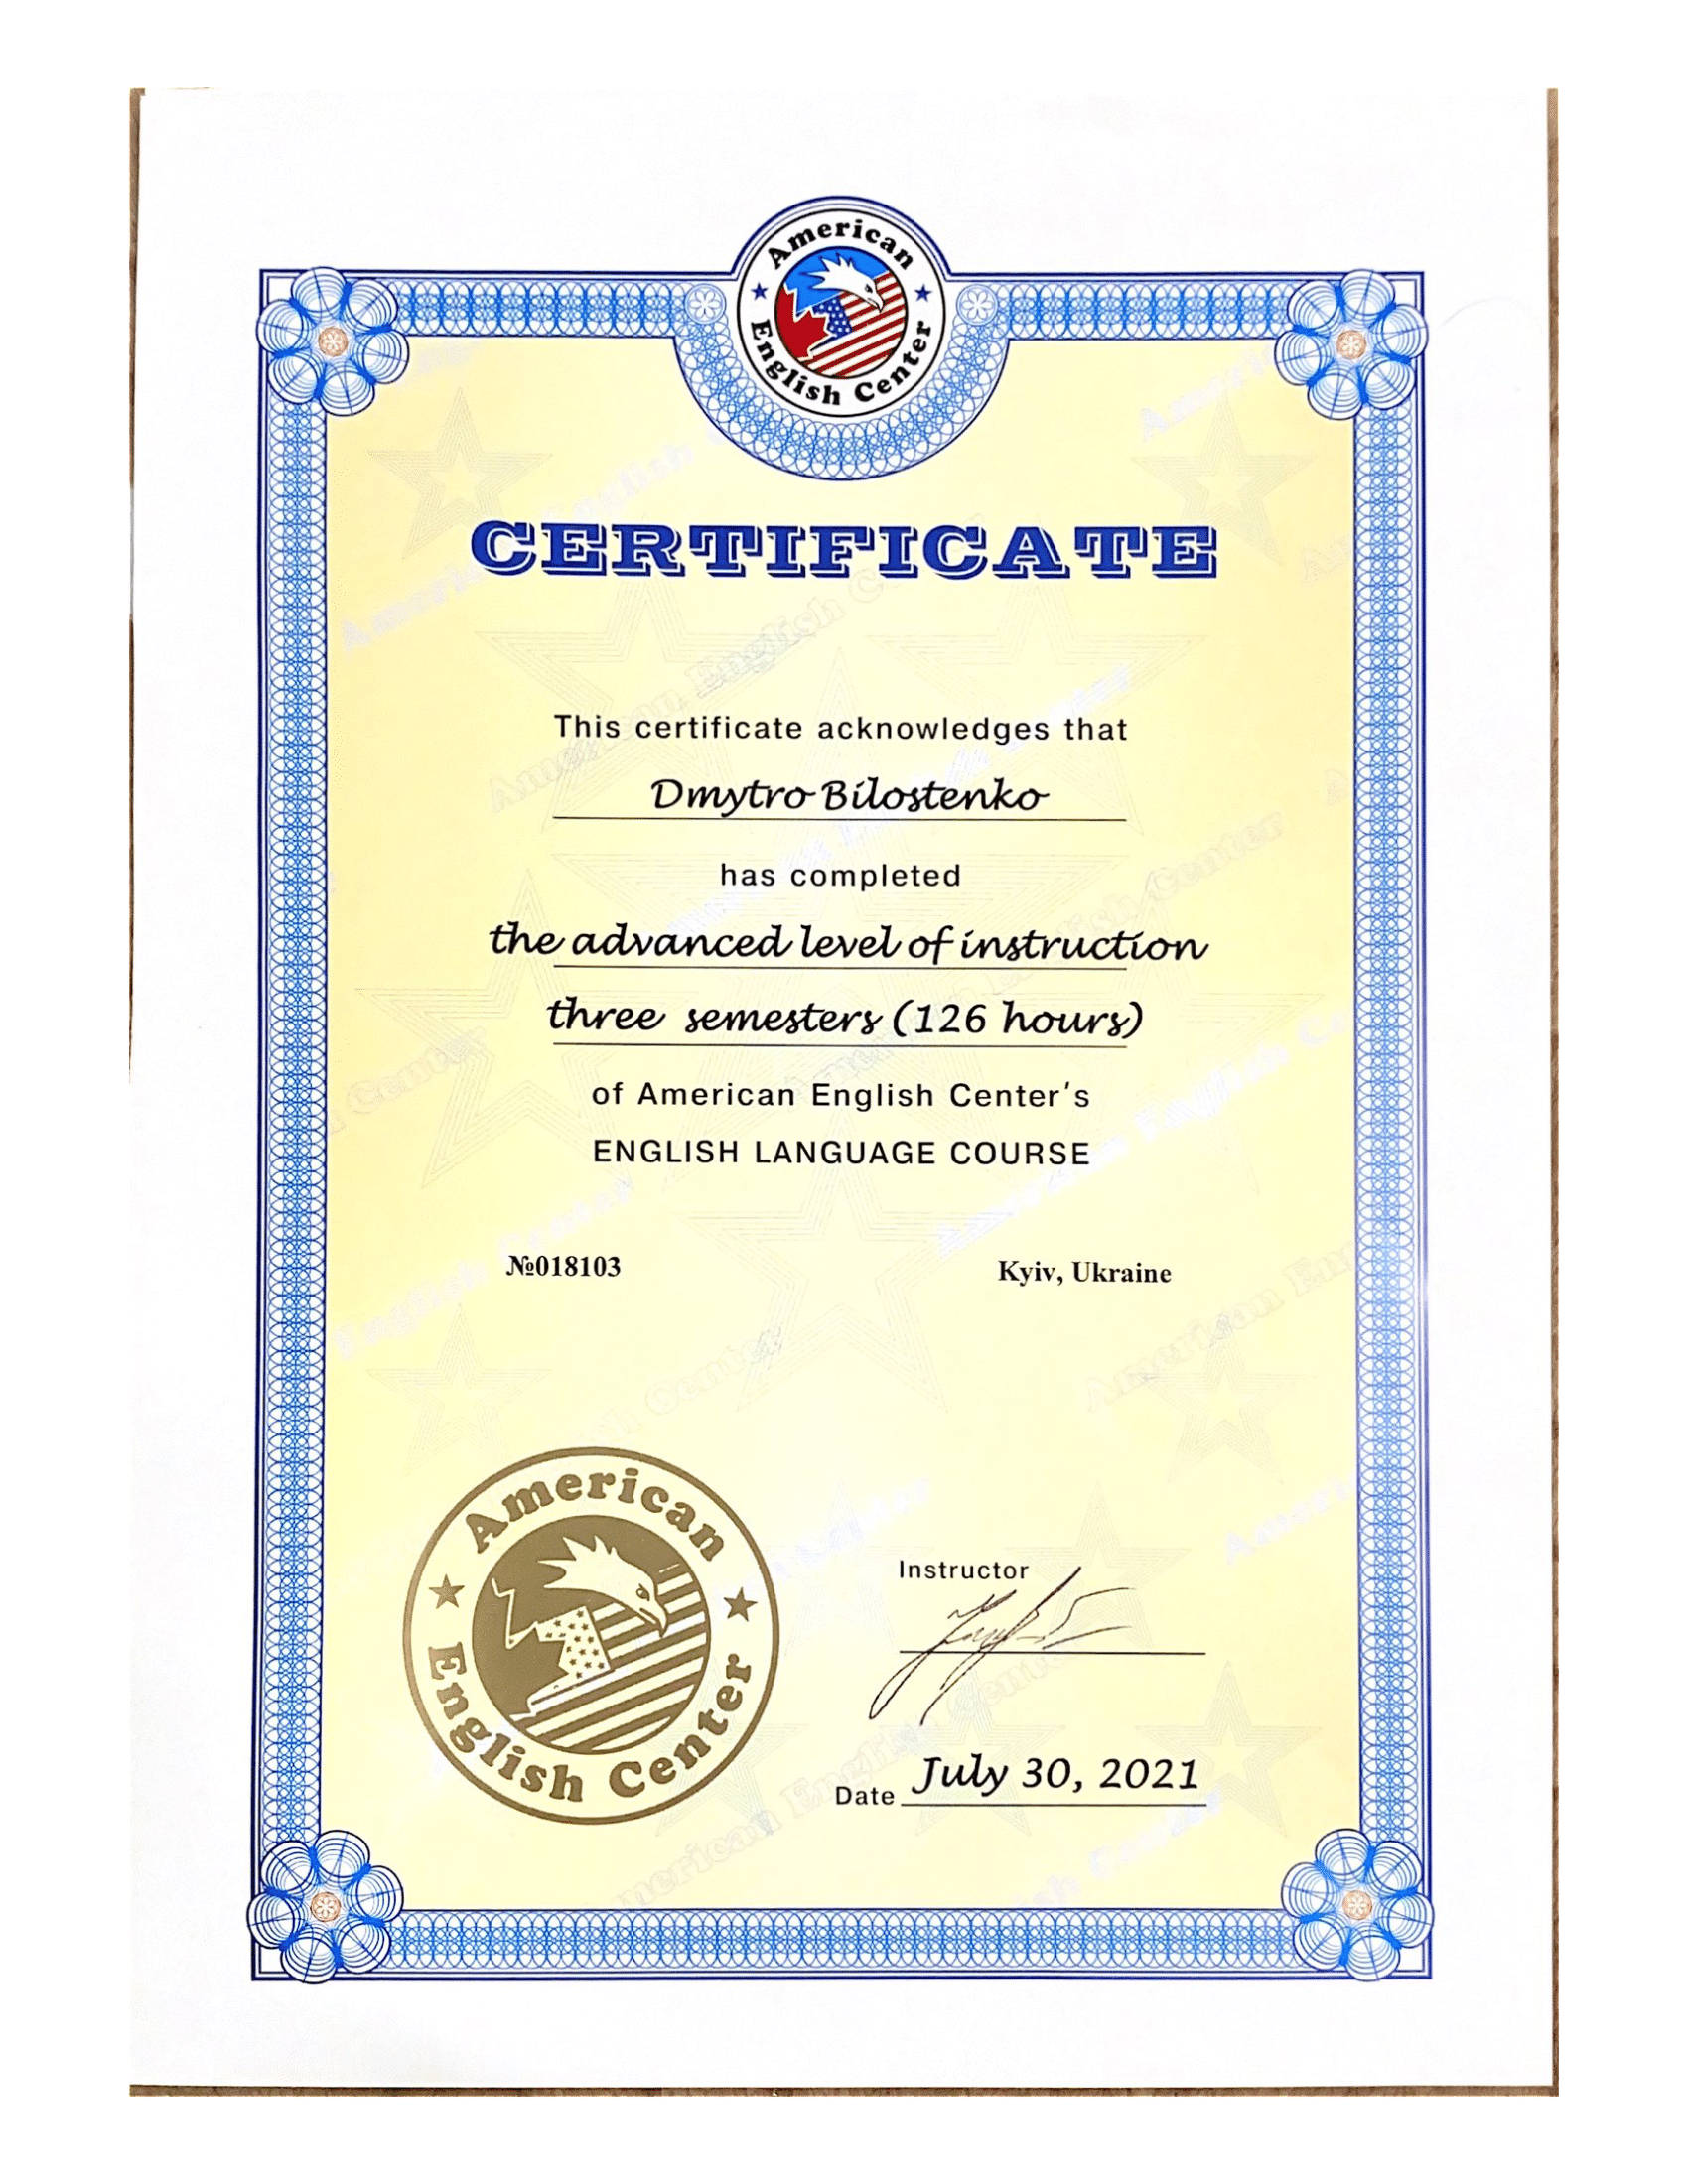 American
English Center
CERTIFICATE
This certificate acknowledges that
Dmytro Bilostenko
has completed
the advanced level of instruction
three semesters (126 hours)
of American English Center's
ENGLISH LANGUAGE COURSE
№018103
Kyiv, Ukraine
American
English Center
Instructor
Date July 30, 2021